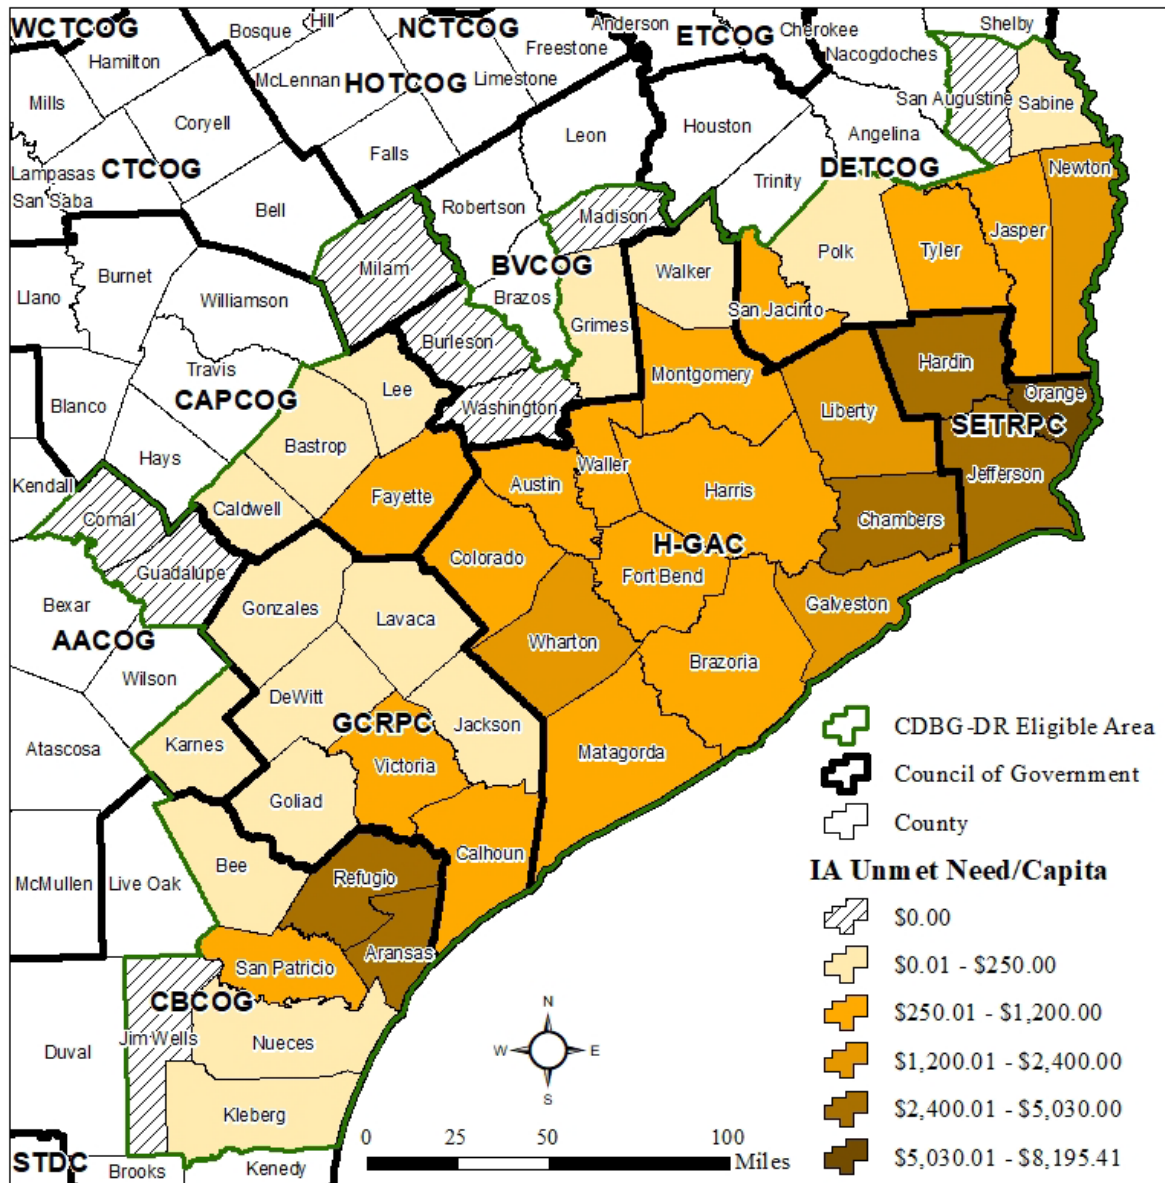 Hill
Shelby
WCTCOG
Bosque
NCTCOG
Anderson
ETCOG
Cherokee
Freestone
Nacogdoches
Hamilton
McLennan
HOTCOG
Limestone
San Augustine
Sabine
Mills
Coryell
Leon
Houston
Angelina
Falls
Lampasas
CTCOG
DETCOG
Newton
San Saba
Bell
Robertson
Trinity
Madison
Jasper
Milam
BVCOG
Polk
Tyler
Burnet
Walker
Llano
Williamson
Brazos
San Jacinto
Grimes
Burleson
Travis
Montgomery
Hardin
Lee
Orange
Blanco
CAPCOG
Washington
Liberty
SETRPC
Bastrop
Hays
Waller
Jefferson
Kendall
Austin
Harris
Fayette
Caldwell
Comal
Chambers
H-GAC
Colorado
Guadalupe
Fort Bend
Bexar
Gonzales
Lavaca
Galveston
AACOG
Wharton
Brazoria
Wilson
DeWitt
GCRPC
Jackson
Karnes
Atascosa
Matagorda
Victoria
Goliad
Calhoun
Bee
Refugio
McMullen
Live Oak
Aransas
San Patricio
CBCOG
Jim Wells
Nueces
Duval
Kleberg
STDC
Brooks
Kenedy
N
W
E
S
0
25
50
100
Miles
CDBG-DR Eligible Area
Council of Government
County
IA Unmet Need/Capita
$0.00
$0.01 - $250.00
$250.01 - $1,200.00
$1,200.01 - $2,400.00
$2,400.01 - $5,030.00
$5,030.01 - $8,195.41